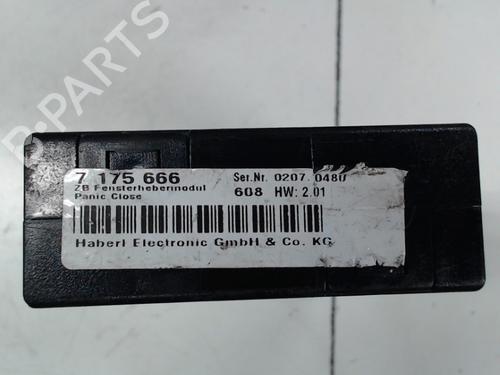 B-PARTS
7 175 666
Ser.Nr. 0207 0480
ZB Fensterhebermodul
608 HW: 2.01
Panic Close
Haberl Electronic GmbH & Co. KG